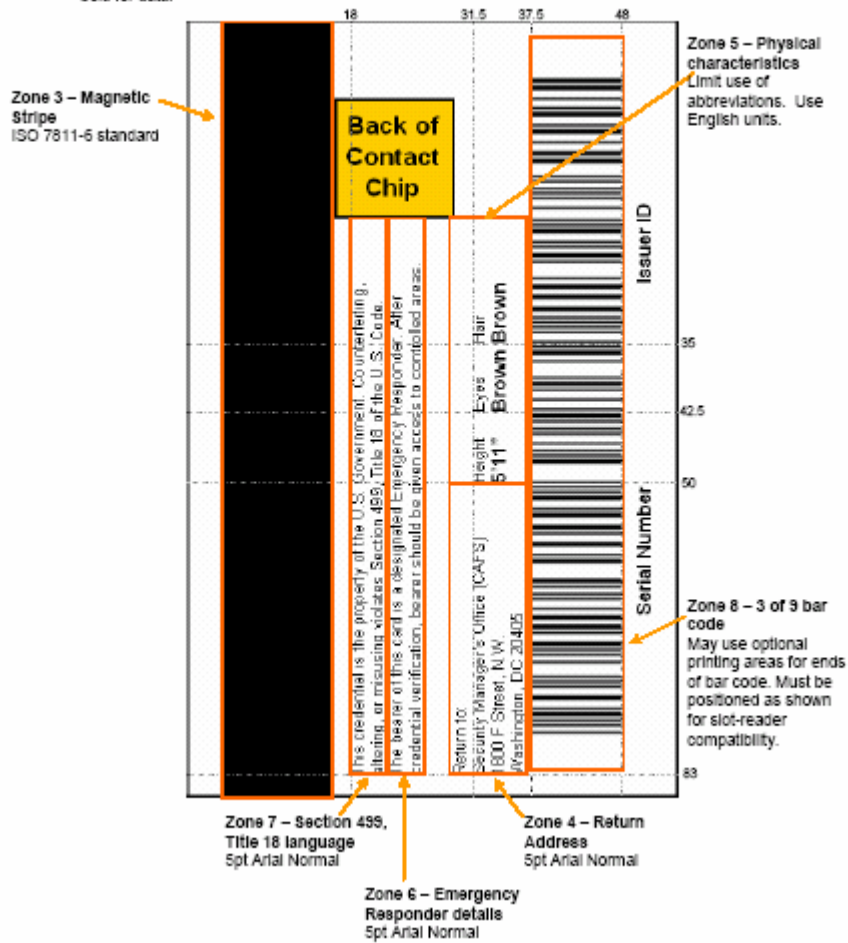 18
31.5
37.5
48
Zone 5 – Physical
characteristics
Limit use of
abbreviations. Use
English units.
Zone 3 – Magnetic
Stripe
ISO 7811-6 standard
Back of
Contact
Chip
Issuer ID
35
42.5
50
83
Height Eyes Hair
5'11" Brown Brown
This credential is the property of the U.S. Government. Counterfeiting,
altering, or misusing violates Section 499, Title 18 of the U.S. Code.
The bearer of this card is a designated Emergency Responder. After
credential verification, bearer should be given access to controlled areas.
Return to:
Security Manager's Office [CAFS]
1800 F Street, N.W.
Washington, DC 20405
Serial Number
Zone 8 – 3 of 9 bar
code
May use optional
printing areas for ends
of bar code. Must be
positioned as shown
for slot-reader
compatibility.
Zone 7 – Section 499,
Title 18 language
5pt Arial Normal
Zone 4 – Return
Address
5pt Arial Normal
Zone 6 – Emergency
Responder details
5pt Arial Normal